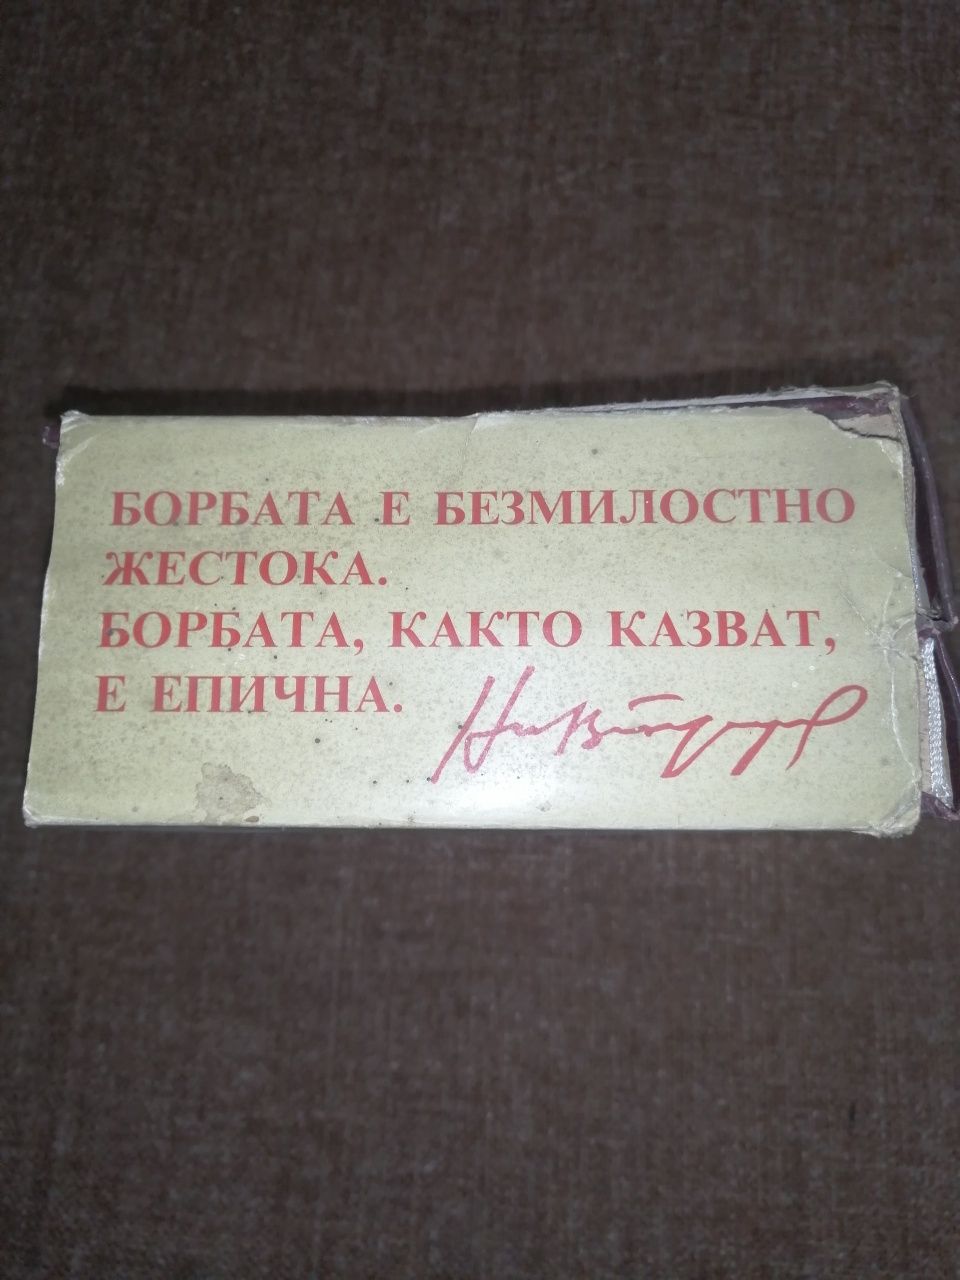 БОРБАТА Е БЕЗМИЛОСТНО
ЖЕСТОКА.
БОРБАТА, КАКТО КАЗВАТ,
Е ЕПИЧНА.